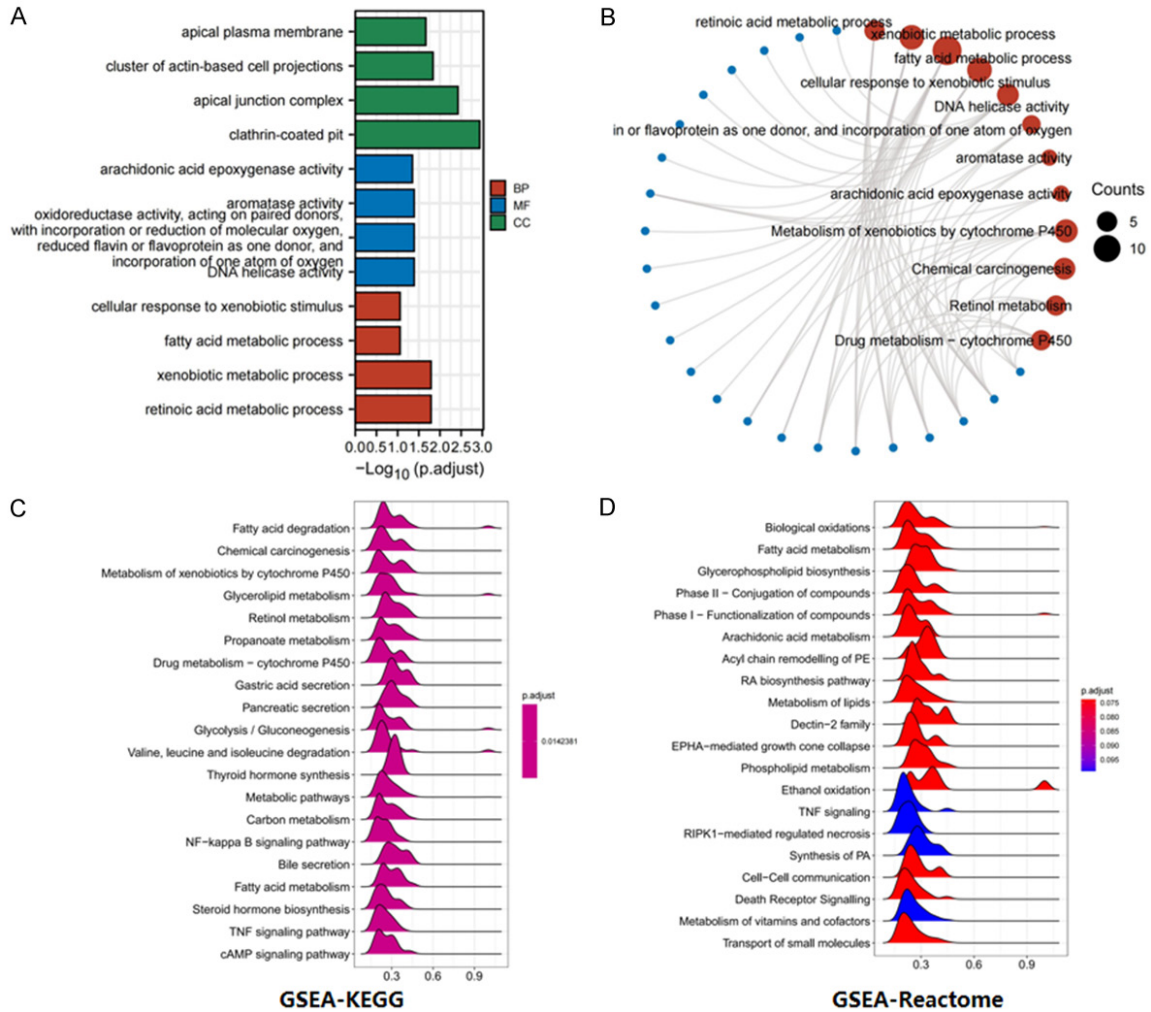 A
apical plasma membrane
cluster of actin-based cell projections
apical junction complex
clathrin-coated pit
arachidonic acid epoxygenase activity
aromatase activity
oxidoreductase activity, acting on paired donors,
with incorporation or reduction of molecular oxygen,
reduced flavin or flavoprotein as one donor, and
incorporation of one atom of oxygen
DNA helicase activity
cellular response to xenobiotic stimulus
fatty acid metabolic process
xenobiotic metabolic process
retinoic acid metabolic process
0.00.51.01.52.02.53.0
−Log10 (p.adjust)
BP
MF
CC
B
retinoic acid metabolic process
xenobiotic metabolic process
fatty acid metabolic process
cellular response to xenobiotic stimulus
DNA helicase activity
in or flavoprotein as one donor, and incorporation of one atom of oxygen
aromatase activity
arachidonic acid epoxygenase activity
Metabolism of xenobiotics by cytochrome P450
Chemical carcinogenesis
Retinol metabolism
Drug metabolism − cytochrome P450
Counts
5
10
C
Fatty acid degradation
Chemical carcinogenesis
Metabolism of xenobiotics by cytochrome P450
Glycerolipid metabolism
Retinol metabolism
Propanoate metabolism
Drug metabolism − cytochrome P450
Gastric acid secretion
Pancreatic secretion
Glycolysis / Gluconeogenesis
Valine, leucine and isoleucine degradation
Thyroid hormone synthesis
Metabolic pathways
Carbon metabolism
NF−kappa B signaling pathway
Bile secretion
Fatty acid metabolism
Steroid hormone biosynthesis
TNF signaling pathway
cAMP signaling pathway
0.3 0.6 0.9
p.adjust
0.0142381
GSEA-KEGG
D
Biological oxidations
Fatty acid metabolism
Glycerophospholipid biosynthesis
Phase II − Conjugation of compounds
Phase I − Functionalization of compounds
Arachidonic acid metabolism
Acyl chain remodelling of PE
RA biosynthesis pathway
Metabolism of lipids
Dectin−2 family
EPHA−mediated growth cone collapse
Phospholipid metabolism
Ethanol oxidation
TNF signaling
RIPK1−mediated regulated necrosis
Synthesis of PA
Cell−Cell communication
Death Receptor Signalling
Metabolism of vitamins and cofactors
Transport of small molecules
0.3 0.6 0.9
p.adjust
0.075
0.080
0.085
0.090
0.095
GSEA-Reactome